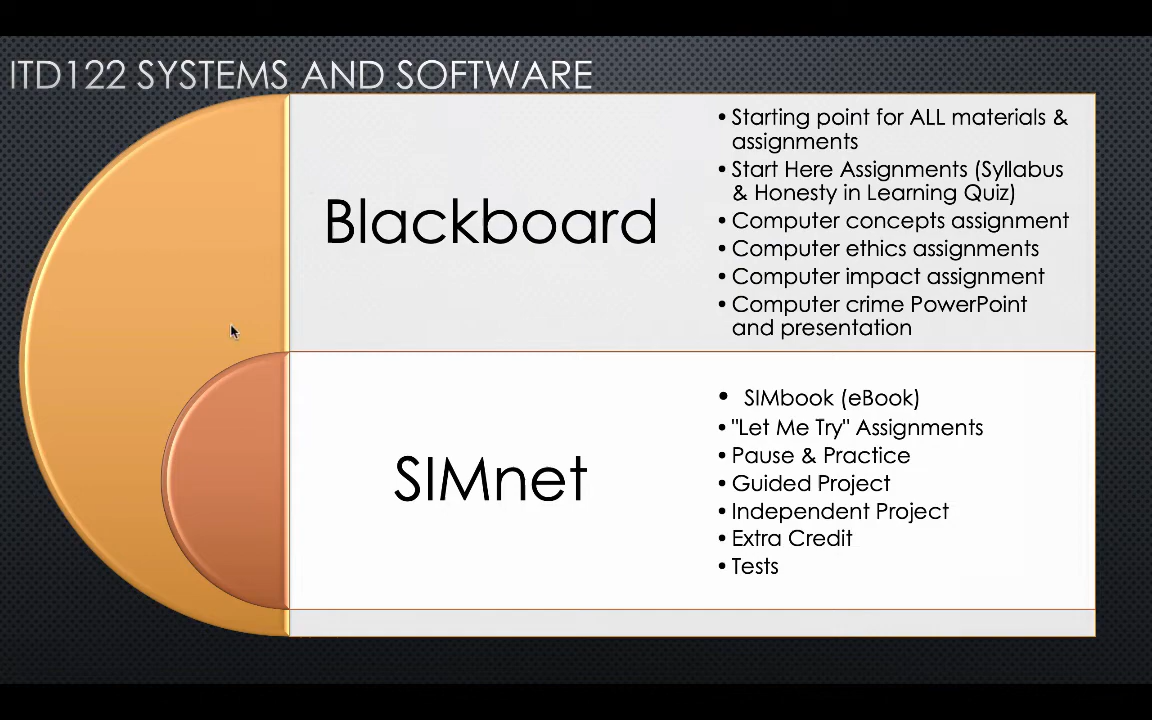 ITD122 SYSTEMS AND SOFTWARE
Blackboard
• Starting point for ALL materials &
assignments
• Start Here Assignments (Syllabus
& Honesty in Learning Quiz)
• Computer concepts assignment
• Computer ethics assignments
• Computer impact assignment
• Computer crime PowerPoint
and presentation
SIMnet
• SIMbook (eBook)
• "Let Me Try" Assignments
• Pause & Practice
• Guided Project
• Independent Project
• Extra Credit
• Tests